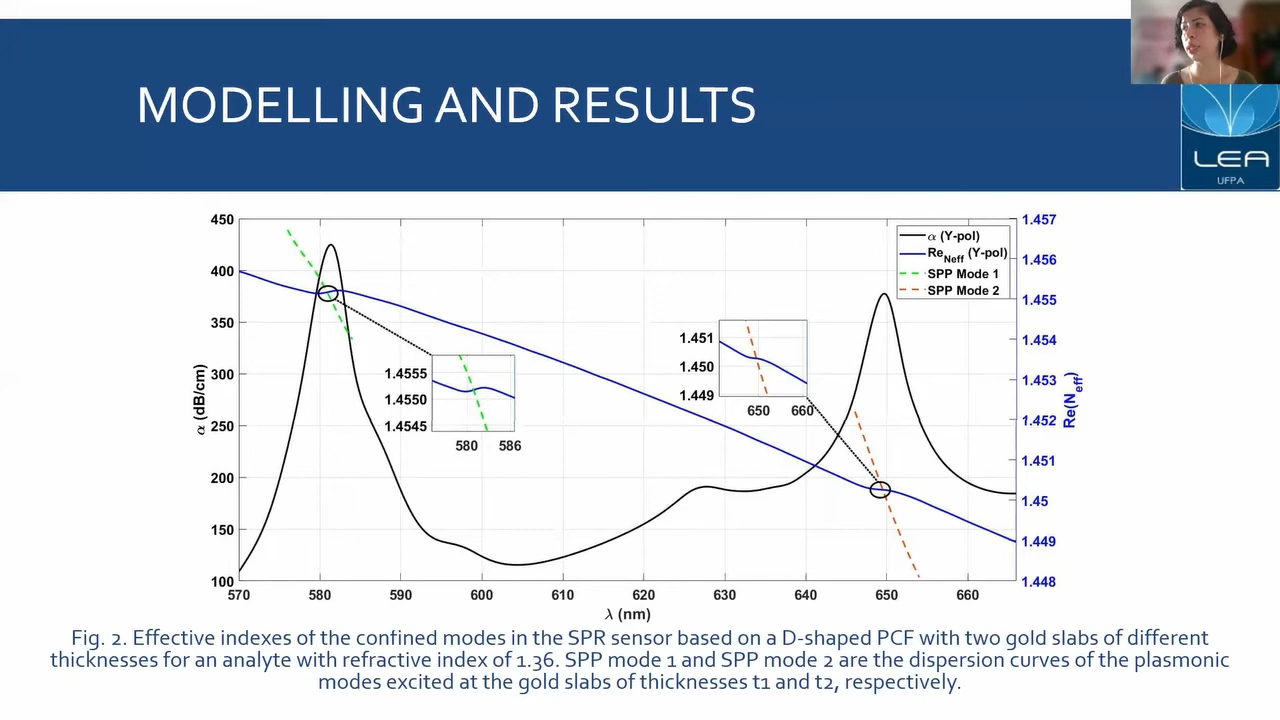 MODELLING AND RESULTS
LEA
UFPA
450
400
350
300
250
200
150
100
α (dB/cm)
570
580
590
600
610
620
630
640
650
660
λ (nm)
1.457
1.456
1.455
1.454
1.453
1.452
1.451
1.45
1.449
1.448
Re(Neff)
α (Y-pol)
ReNeff (Y-pol)
SPP Mode 1
SPP Mode 2
1.4555
1.4550
1.4545
580
586
1.451
1.450
1.449
650
660
Fig. 2. Effective indexes of the confined modes in the SPR sensor based on a D-shaped PCF with two gold slabs of different
thicknesses for an analyte with refractive index of 1.36. SPP mode 1 and SPP mode 2 are the dispersion curves of the plasmonic
modes excited at the gold slabs of thicknesses t1 and t2, respectively.